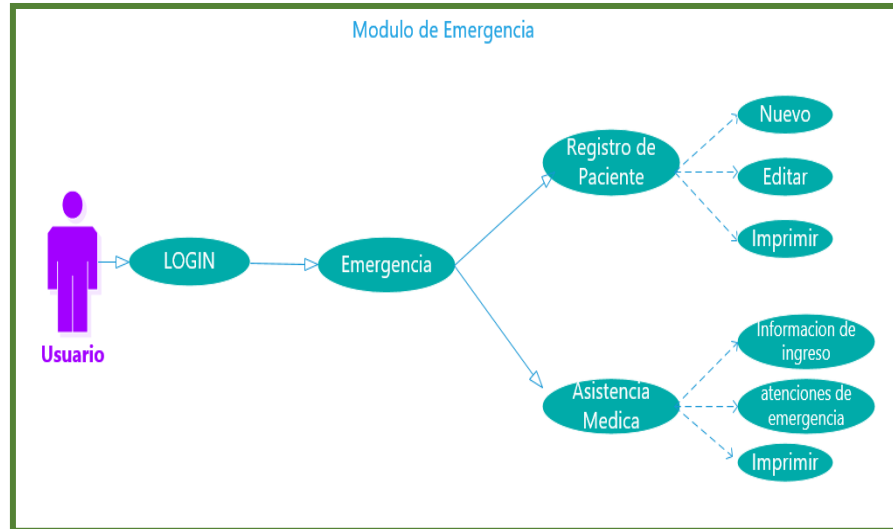 Modulo de Emergencia
Nuevo
Registro de
Paciente
Editar
Imprimir
LOGIN
Emergencia
Usuario
Informacion de
ingreso
Asistencia
Medica
atenciones de
emergencia
Imprimir